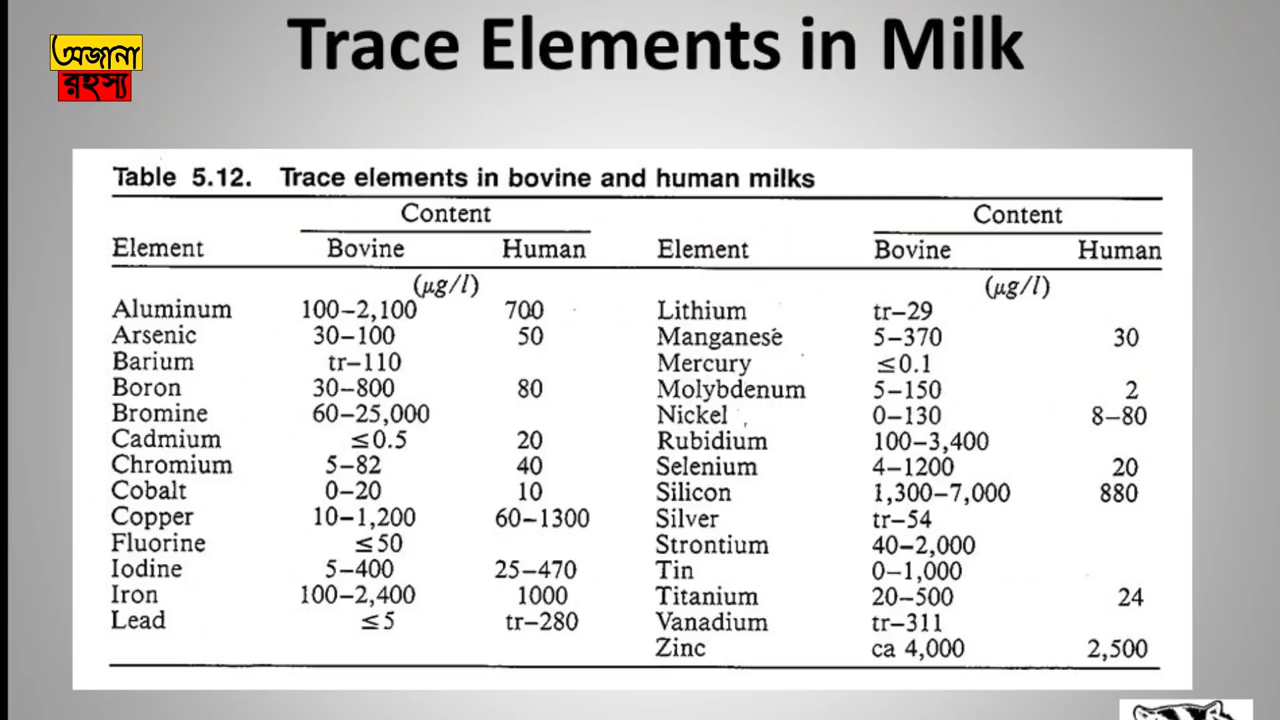 Trace Elements in Milk
অজানা
রহস্য
Table 5.12. Trace elements in bovine and human milks
Content Content
Element Bovine Human Element Bovine Human
(μg/l) (μg/l)
Aluminum 100–2,100 700 Lithium tr–29
Arsenic 30–100 50 Manganese 5–370 30
Barium tr–110 Mercury ≤0.1
Boron 30–800 80 Molybdenum 5–150 2
Bromine 60–25,000 Nickel 0–130 8–80
Cadmium ≤0.5 20 Rubidium 100–3,400
Chromium 5–82 40 Selenium 4–1200 20
Cobalt 0–20 10 Silicon 1,300–7,000 880
Copper 10–1,200 60–1300 Silver tr–54
Fluorine ≤50 Strontium 40–2,000
Iodine 5–400 25–470 Tin 0–1,000
Iron 100–2,400 1000 Titanium 20–500 24
Lead ≤5 tr–280 Vanadium tr–311
Zinc ca 4,000 2,500